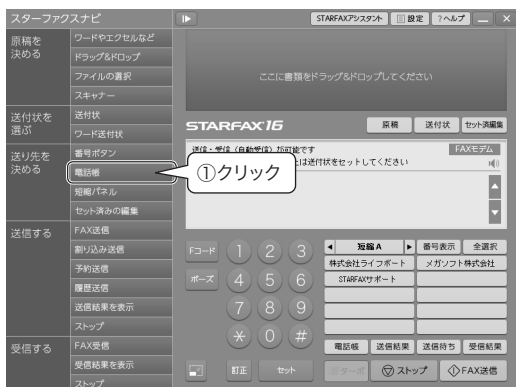 スターファクスナビ
STARFAXアシスタント
設定
?ヘルプ
原稿を
決める
ワードやエクセルなど
ドラッグ&ドロップ
ファイルの選択
スキャナー
送付状を
選ぶ
送付状
ワード送付状
送り先を
決める
番号ボタン
電話帳
短縮パネル
セット済みの編集
送信する
FAX送信
割り込み送信
予約送信
履歴送信
送信結果を表示
ストップ
受信する
FAX受信
受信結果を表示
ストップ
ここに書類をドラッグ&ドロップしてください
STARFAX'16
原稿
送付状
セット済編集
送信・受信(自動受信)が可能です
は送付状をセットしてください
FAXモデム
①クリック
Fコード
ポーズ
1 2 3
4 5 6
7 8 9
* 0 #
訂正
セット
短縮A
番号表示
全選択
株式会社ライフボート
メガソフト株式会社
STARFAXサポート
電話帳
送信結果
送信待ち
受信結果
ターボ
ストップ
FAX送信